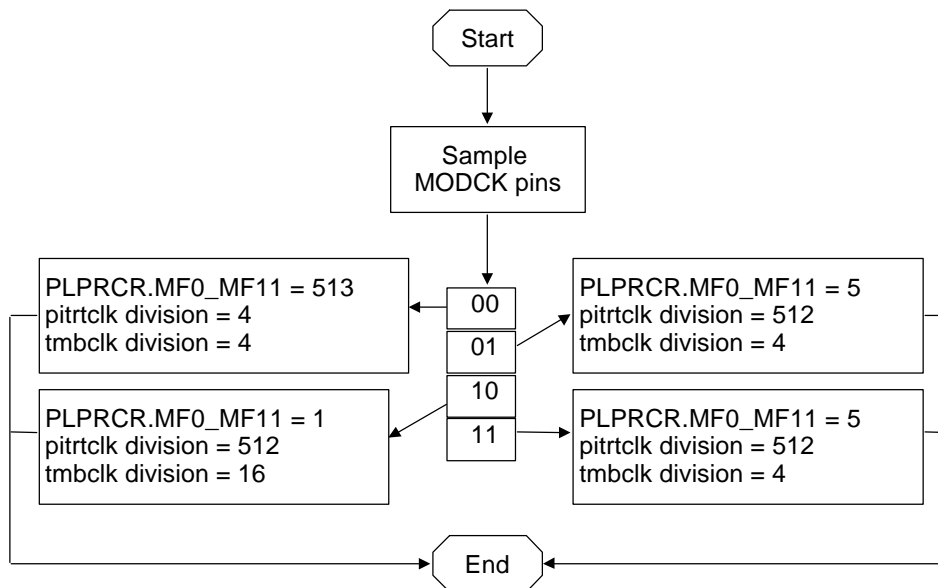 Start
Sample
MODCK pins
PLPRCR.MF0_MF11 = 513
pitrtclk division = 4
tmbclk division = 4
00
01
10
11
PLPRCR.MF0_MF11 = 5
pitrtclk division = 512
tmbclk division = 4
PLPRCR.MF0_MF11 = 1
pitrtclk division = 512
tmbclk division = 16
PLPRCR.MF0_MF11 = 5
pitrtclk division = 512
tmbclk division = 4
End